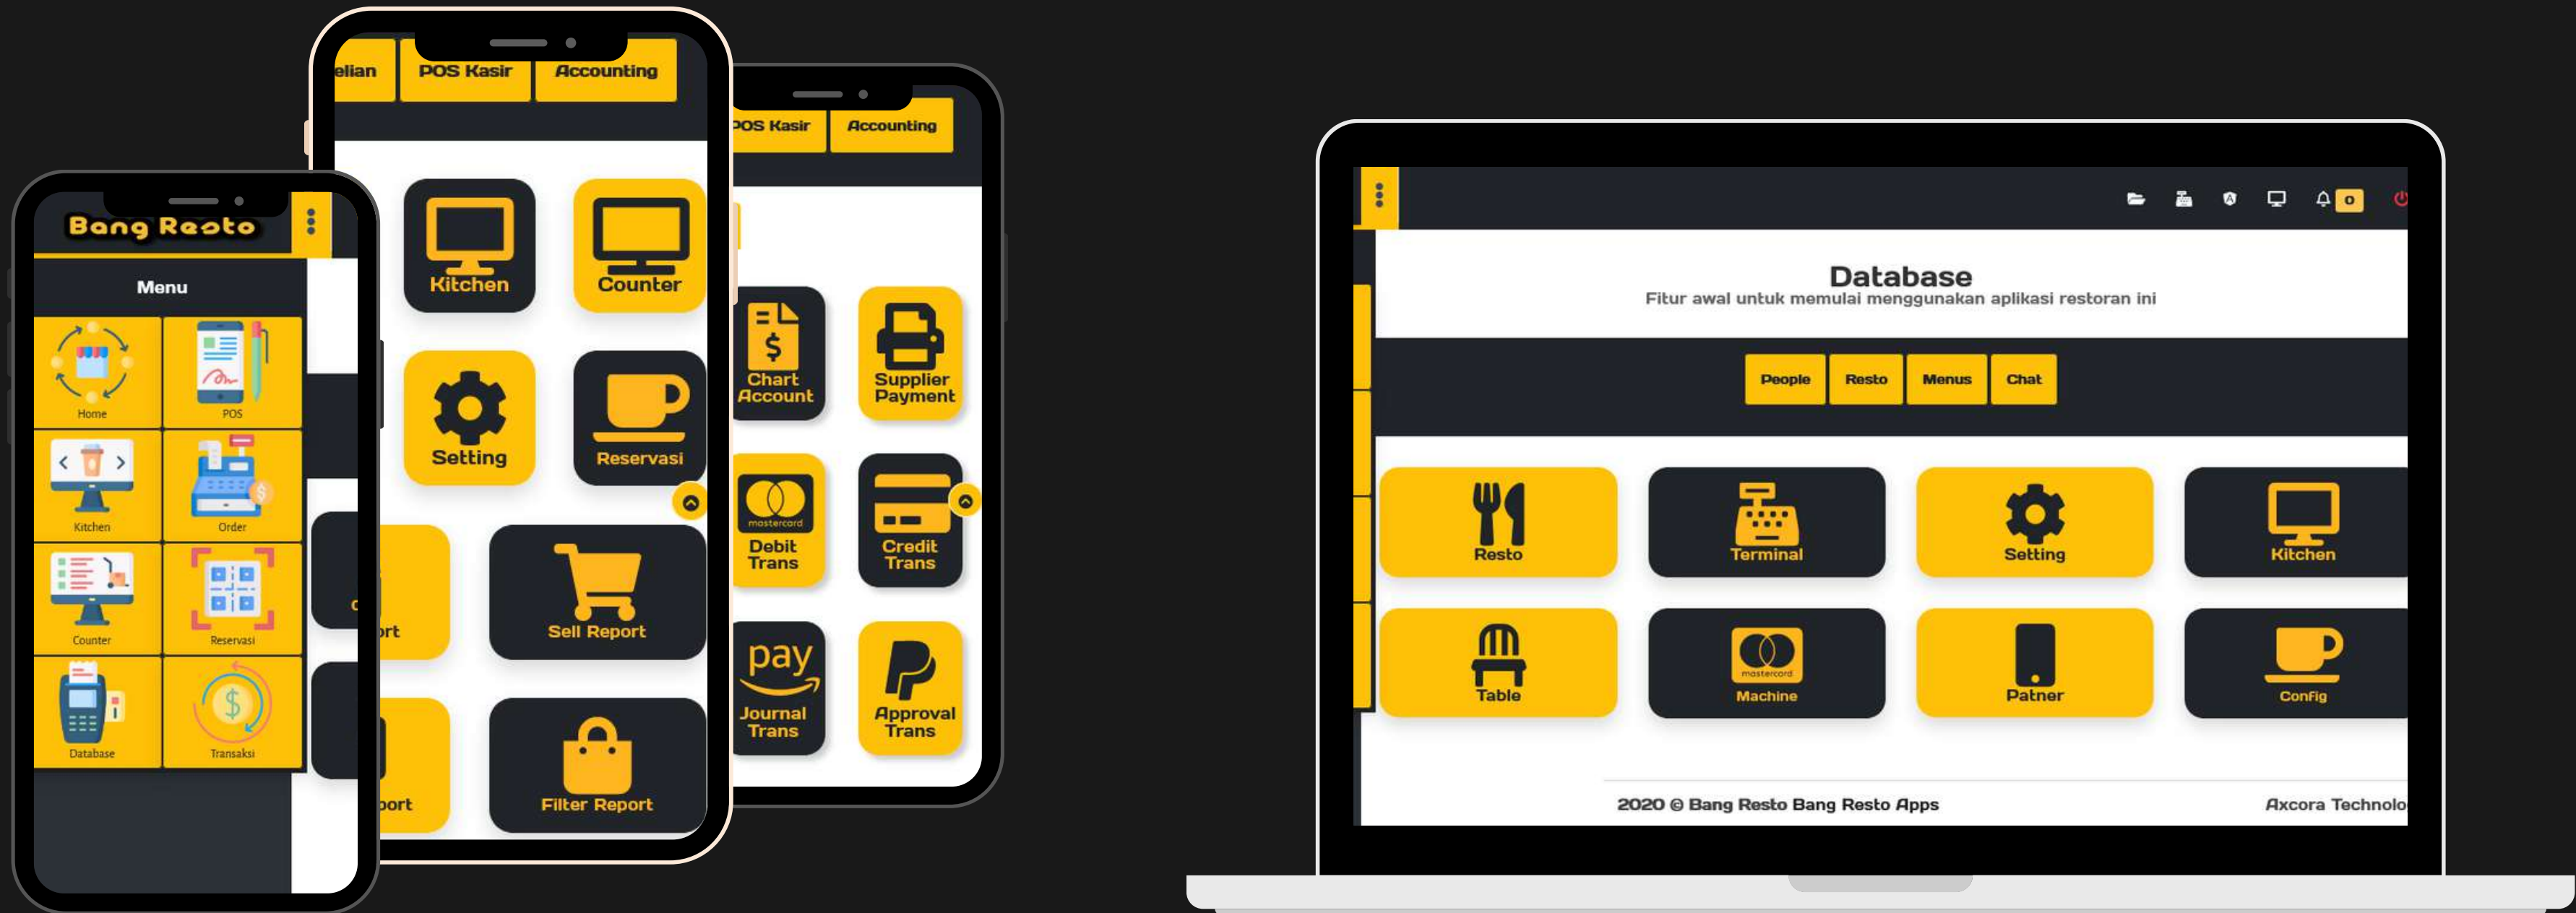 Bang Resto
Menu
Home
POS
Kitchen
Order
Counter
Reservasi
Database
Transaksi
elian
POS Kasir
Accounting
Kitchen
Counter
Setting
Reservasi
ort
Sell Report
port
Filter Report
POS Kasir
Accounting
Chart
Account
Supplier
Payment
mastercard
Debit
Trans
Credit
Trans
pay
Journal
Trans
Approval
Trans
0
Database
Fitur awal untuk memulai menggunakan aplikasi restoran ini
People
Resto
Menus
Chat
Resto
Terminal
Setting
Kitchen
Table
mastercard
Machine
Patner
Config
2020 © Bang Resto Bang Resto Apps
Axcora Technolo